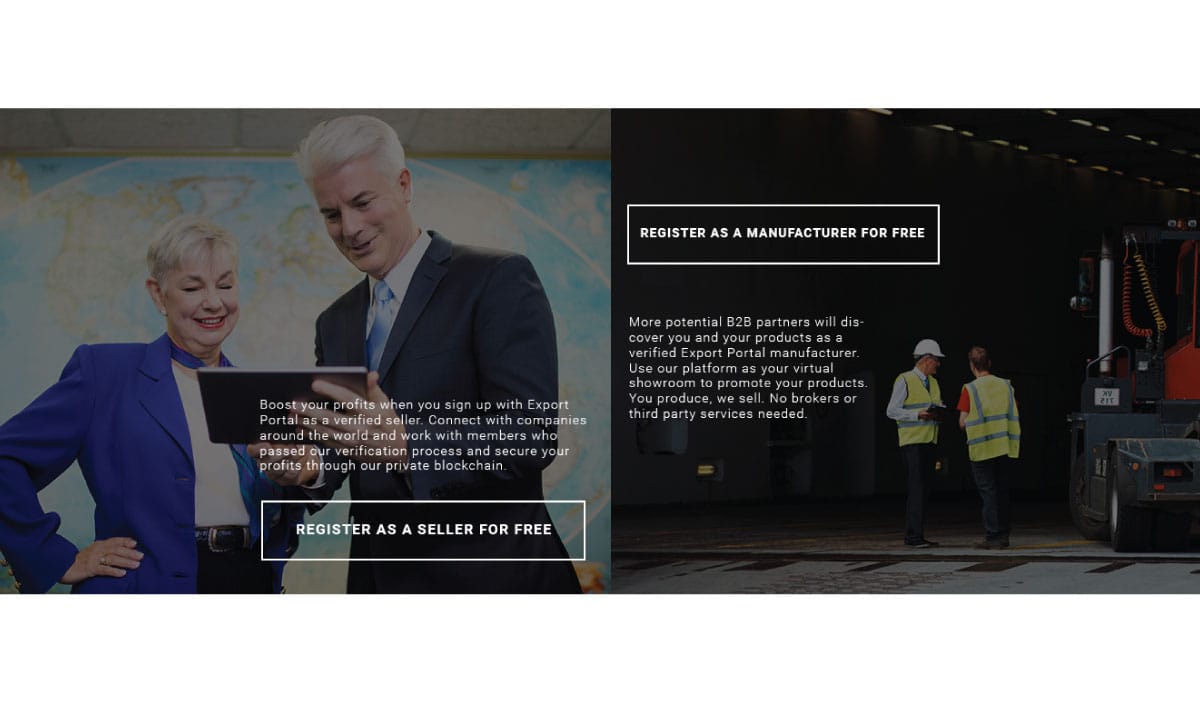 Boost your profits when you sign up with Export
Portal as a verified seller. Connect with companies
around the world and work with members who
passed our verification process and secure your
profits through our private blockchain.
REGISTER AS A SELLER FOR FREE
REGISTER AS A MANUFACTURER FOR FREE
More potential B2B partners will dis-
cover you and your products as a
verified Export Portal manufacturer.
Use our platform as your virtual
showroom to promote your products.
You produce, we sell. No brokers or
third party services needed.